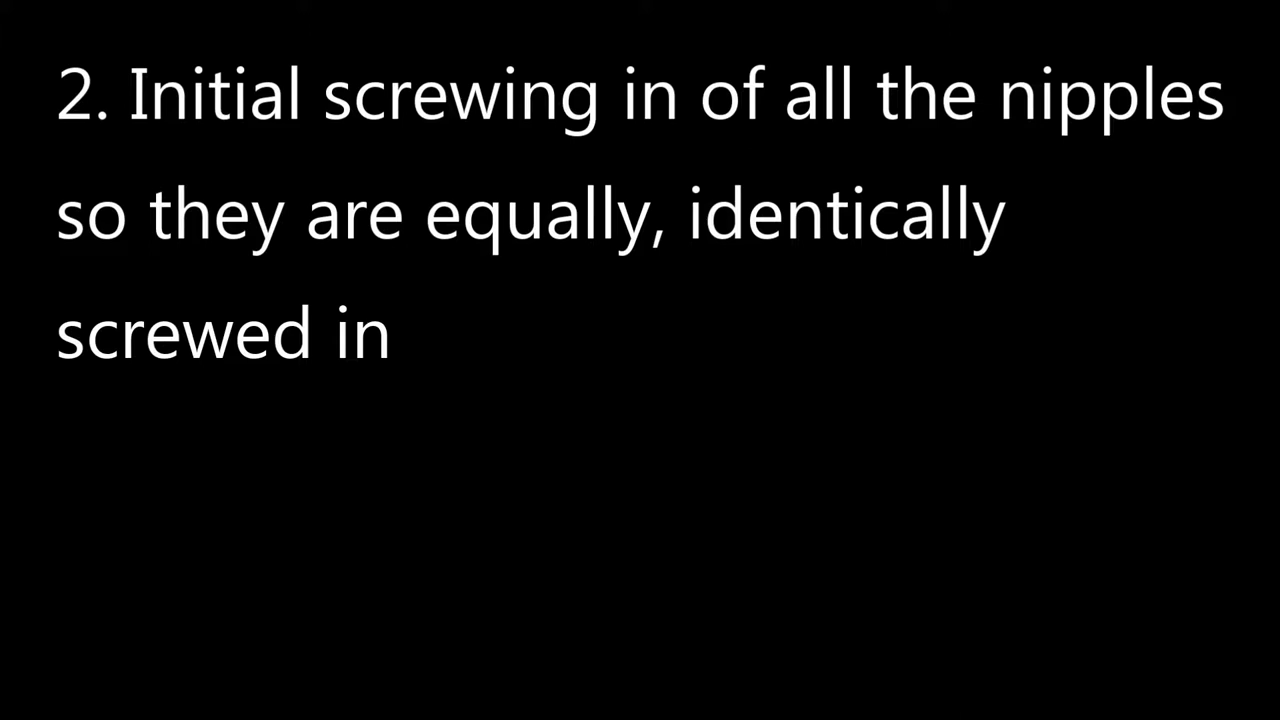 2. Initial screwing in of all the nipples
so they are equally, identically
screwed in